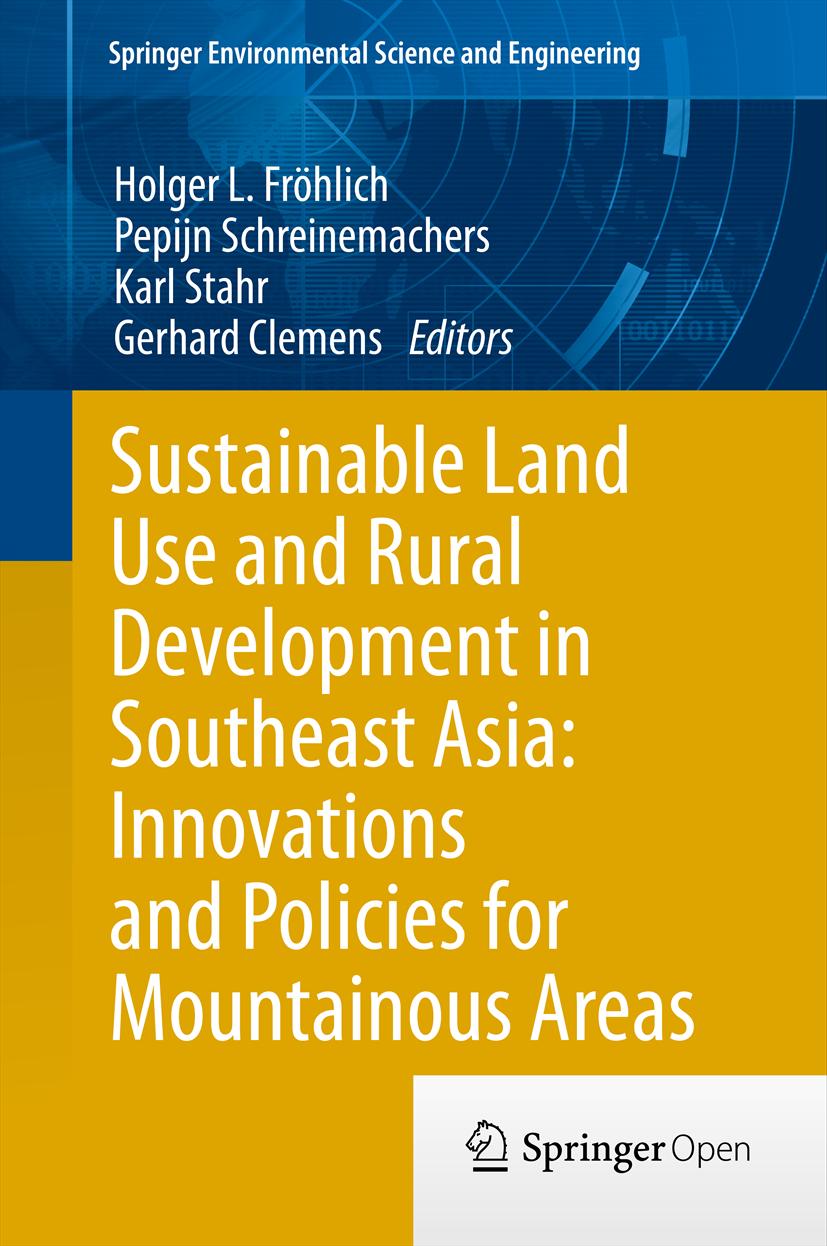 Springer Environmental Science and Engineering
Holger L. Fröhlich
Pepijn Schreinemachers
Karl Stahr
Gerhard Clemens Editors
Sustainable Land
Use and Rural
Development in
Southeast Asia:
Innovations
and Policies for
Mountainous Areas
Springer Open